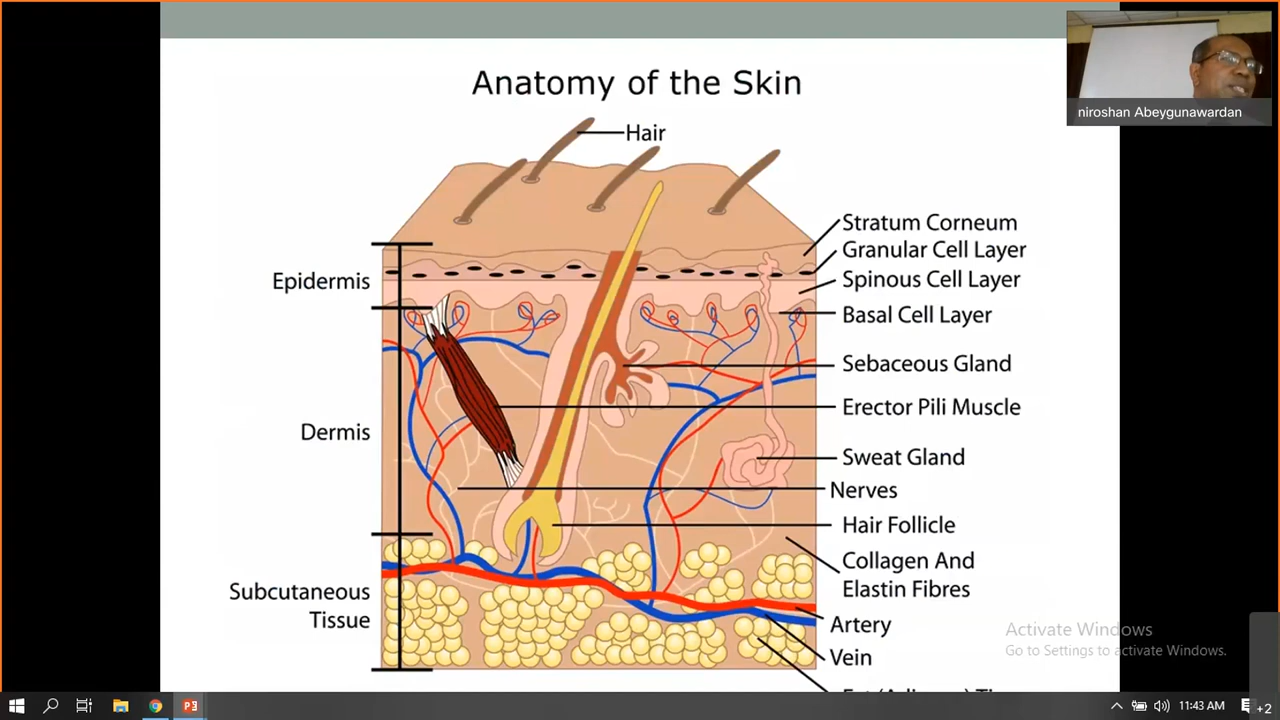 Anatomy of the Skin
niroshan Abeygunawardan
Hair
Stratum Corneum
Granular Cell Layer
Spinous Cell Layer
Basal Cell Layer
Sebaceous Gland
Erector Pili Muscle
Sweat Gland
Nerves
Hair Follicle
Collagen And
Elastin Fibres
Artery
Vein
Epidermis
Dermis
Subcutaneous
Tissue
Activate Windows
Go to Settings to activate Windows.
11:43 AM
+2